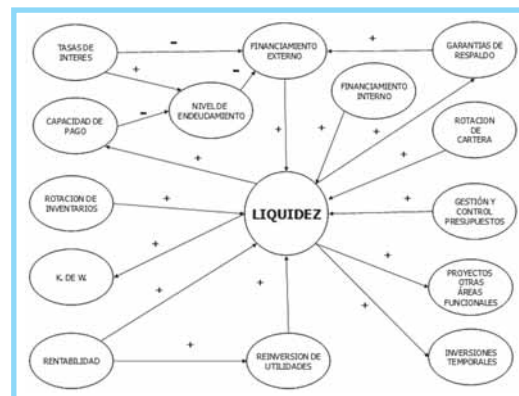 TASAS DE
INTERES
-
FINANCIAMIENTO
EXTERNO
+
GARANTIAS DE
RESPALDO
+
-
NIVEL DE
ENDEUDAMIENTO
FINANCIAMIENTO
INTERNO
CAPACIDAD DE
PAGO
-
ROTACION
DE
CARTERA
+
+
+
+
+
ROTACION DE
INVENTARIOS
+
LIQUIDEZ
+
GESTIÓN Y
CONTROL
PRESUPUESTOS
+
K. DE W.
+
+
+
+
PROYECTOS
OTRAS
ÁREAS
FUNCIONALES
RENTABILIDAD
+
REINVERSION DE
UTILIDADES
INVERSIONES
TEMPORALES